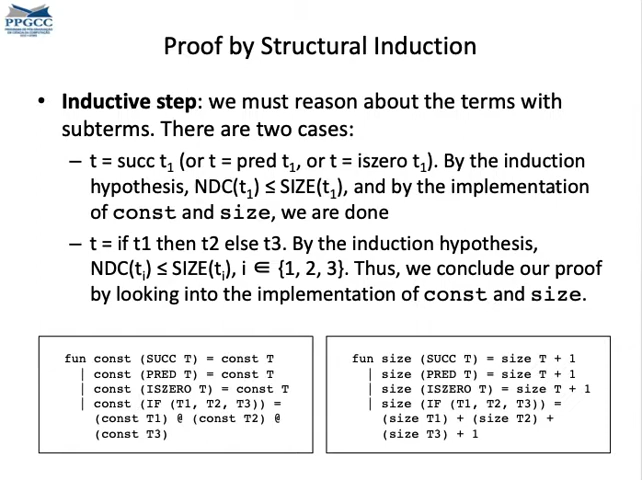 PPGCC
Proof by Structural Induction
• Inductive step: we must reason about the terms with
subterms. There are two cases:
– t = succ t₁ (or t = pred t₁, or t = iszero t₁). By the induction
hypothesis, NDC(t₁) ≤ SIZE(t₁), and by the implementation
of const and size, we are done
– t = if t1 then t2 else t3. By the induction hypothesis,
NDC(tᵢ) ≤ SIZE(tᵢ), i ∈ {1, 2, 3}. Thus, we conclude our proof
by looking into the implementation of const and size.
fun const (SUCC T) = const T
| const (PRED T) = const T
| const (ISZERO T) = const T
| const (IF (T1, T2, T3)) =
(const T1) @ (const T2) @
(const T3)
fun size (SUCC T) = size T + 1
| size (PRED T) = size T + 1
| size (ISZERO T) = size T + 1
| size (IF (T1, T2, T3)) =
(size T1) + (size T2) +
(size T3) + 1